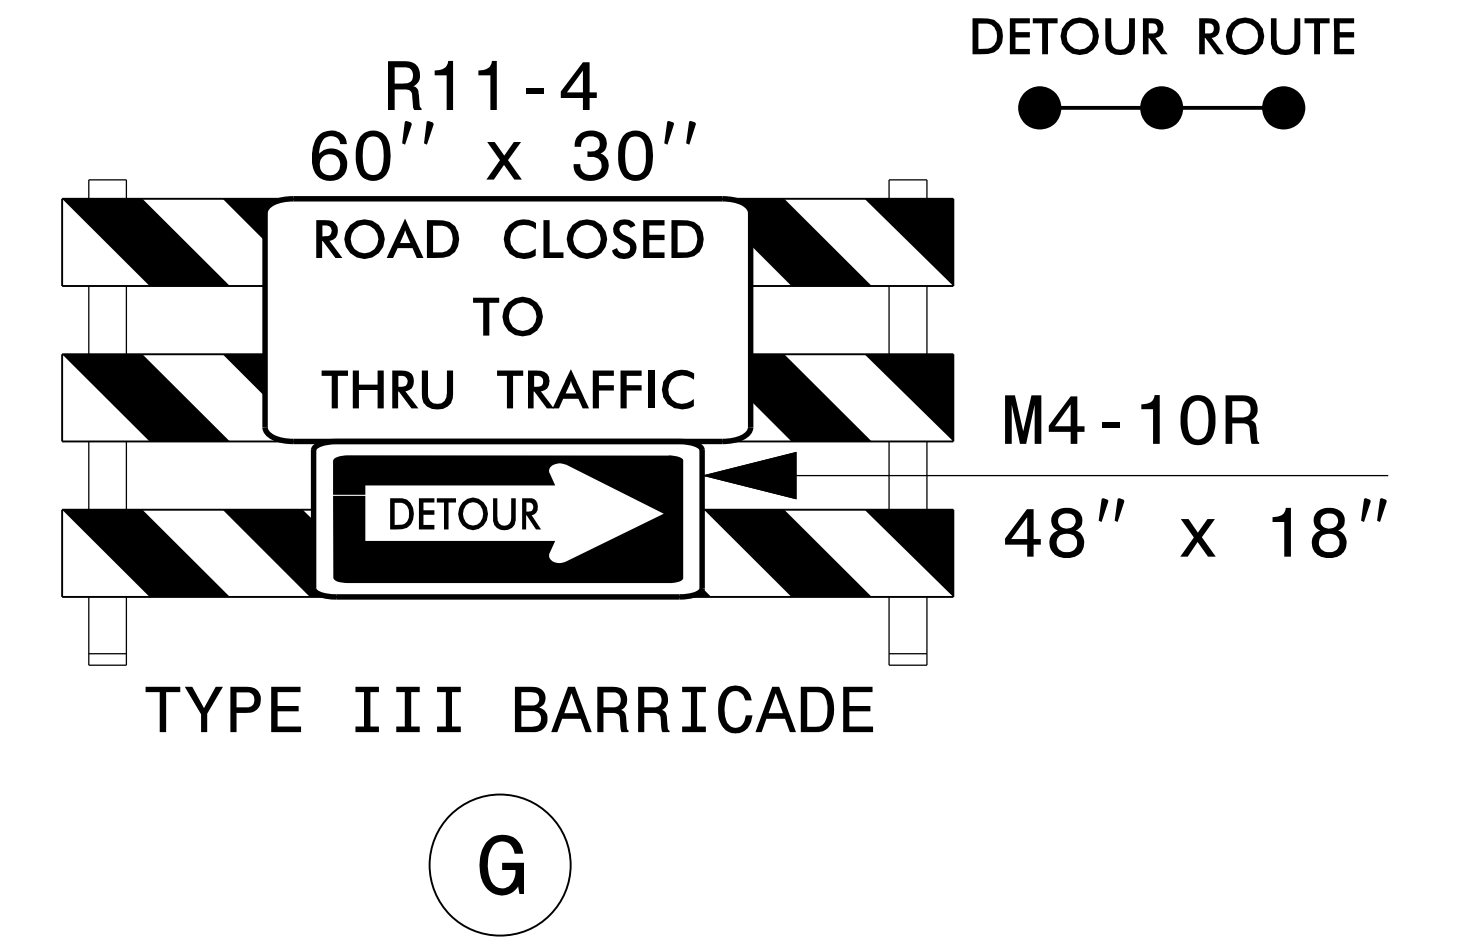 DETOUR ROUTE
R11-4
60" x 30"
ROAD CLOSED
TO
THRU TRAFFIC
M4-10R
DETOUR
48" x 18"
TYPE III BARRICADE
G